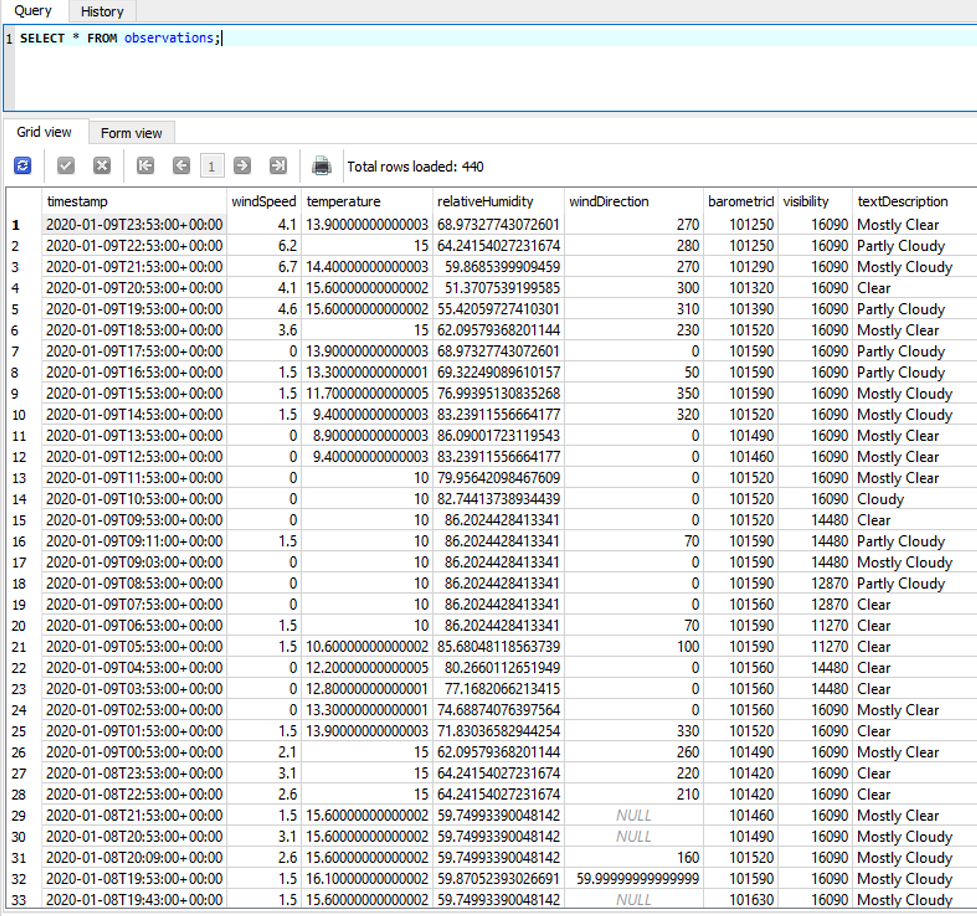 Query History
1 SELECT * FROM observations;
Grid view Form view
1 Total rows loaded: 440
timestamp windSpeed temperature relativeHumidity windDirection barometricl visibility textDescription
1 2020-01-09T23:53:00+00:00 4.1 13.90000000000003 68.97327743072601 270 101250 16090 Mostly Clear
2 2020-01-09T22:53:00+00:00 6.2 15 64.24154027231674 280 101250 16090 Partly Cloudy
3 2020-01-09T21:53:00+00:00 6.7 14.40000000000003 59.8685399909459 270 101290 16090 Mostly Cloudy
4 2020-01-09T20:53:00+00:00 4.1 15.600000000000002 51.3707539199585 300 101320 16090 Clear
5 2020-01-09T19:53:00+00:00 4.6 15.600000000000002 55.42059727410301 310 101390 16090 Partly Cloudy
6 2020-01-09T18:53:00+00:00 3.6 15 62.09579368201144 230 101520 16090 Mostly Clear
7 2020-01-09T17:53:00+00:00 0 13.90000000000003 68.97327743072601 0 101590 16090 Partly Cloudy
8 2020-01-09T16:53:00+00:00 1.5 13.300000000000001 69.32249089610157 50 101590 16090 Partly Cloudy
9 2020-01-09T15:53:00+00:00 1.5 11.700000000000005 76.99395130835268 350 101590 16090 Mostly Cloudy
10 2020-01-09T14:53:00+00:00 1.5 9.40000000000003 83.23911556664177 320 101520 16090 Mostly Cloudy
11 2020-01-09T13:53:00+00:00 0 8.90000000000003 86.09001723119543 0 101490 16090 Mostly Clear
12 2020-01-09T12:53:00+00:00 0 9.40000000000003 83.23911556664177 0 101460 16090 Mostly Clear
13 2020-01-09T11:53:00+00:00 0 10 79.95642098467609 0 101520 16090 Mostly Clear
14 2020-01-09T10:53:00+00:00 0 10 82.74413738934439 0 101520 16090 Cloudy
15 2020-01-09T09:53:00+00:00 0 10 86.2024428413341 0 101520 14480 Clear
16 2020-01-09T09:11:00+00:00 1.5 10 86.2024428413341 70 101590 14480 Partly Cloudy
17 2020-01-09T09:03:00+00:00 0 10 86.2024428413341 0 101590 14480 Mostly Cloudy
18 2020-01-09T08:53:00+00:00 0 10 86.2024428413341 0 101590 12870 Partly Cloudy
19 2020-01-09T07:53:00+00:00 0 10 86.2024428413341 0 101560 12870 Clear
20 2020-01-09T06:53:00+00:00 1.5 10 86.2024428413341 70 101590 11270 Clear
21 2020-01-09T05:53:00+00:00 1.5 10.600000000000002 85.68048118563739 100 101590 11270 Clear
22 2020-01-09T04:53:00+00:00 0 12.200000000000005 80.2660112651949 0 101560 14480 Clear
23 2020-01-09T03:53:00+00:00 0 12.800000000000001 77.1682066213415 0 101560 14480 Clear
24 2020-01-09T02:53:00+00:00 0 13.300000000000001 74.68874076397564 0 101560 16090 Mostly Clear
25 2020-01-09T01:53:00+00:00 1.5 13.90000000000003 71.83036582944254 330 101520 16090 Clear
26 2020-01-09T00:53:00+00:00 2.1 15 62.09579368201144 260 101490 16090 Mostly Clear
27 2020-01-08T23:53:00+00:00 3.1 15 64.24154027231674 220 101420 16090 Clear
28 2020-01-08T22:53:00+00:00 2.6 15 64.24154027231674 210 101420 16090 Clear
29 2020-01-08T21:53:00+00:00 1.5 15.600000000000002 59.74993390048142 NULL 101460 16090 Mostly Clear
30 2020-01-08T20:53:00+00:00 3.1 15.600000000000002 59.74993390048142 NULL 101490 16090 Mostly Cloudy
31 2020-01-08T20:09:00+00:00 2.6 15.600000000000002 59.74993390048142 160 101520 16090 Mostly Cloudy
32 2020-01-08T19:53:00+00:00 1.5 16.100000000000002 59.87052393026691 59.99999999999999 101590 16090 Mostly Cloudy
33 2020-01-08T19:43:00+00:00 1.5 15.600000000000002 59.74993390048142 NULL 101630 16090 Mostly Cloudy